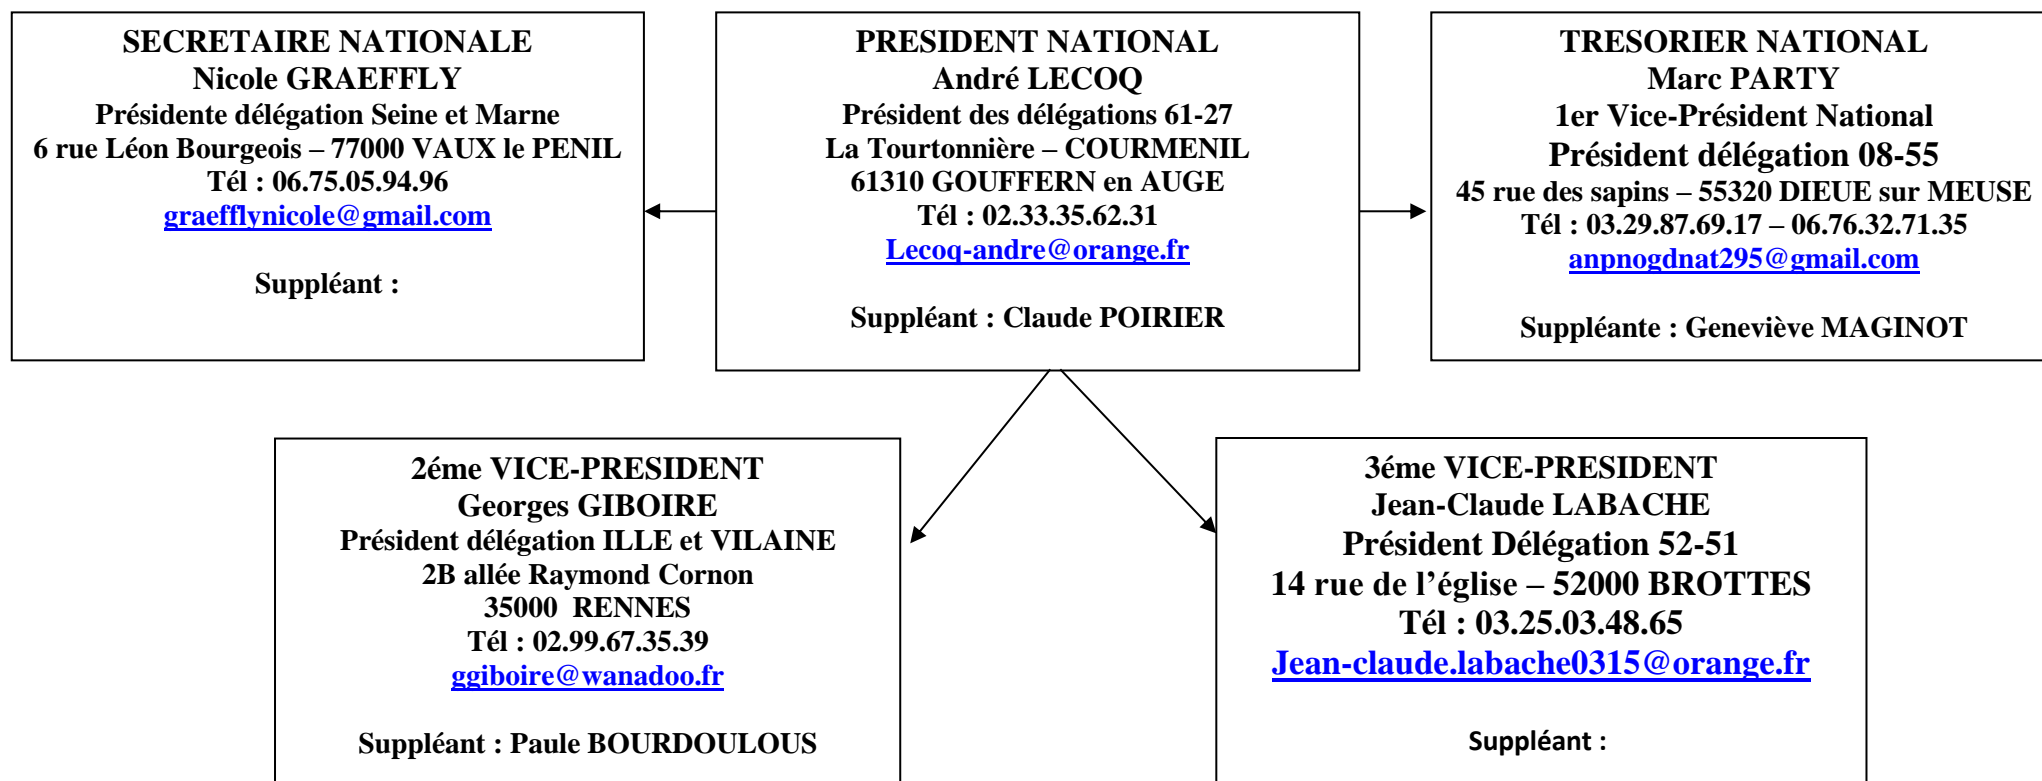 SECRETAIRE NATIONALE
Nicole GRAEFFLY
Présidente délégation Seine et Marne
6 rue Léon Bourgeois – 77000 VAUX le PENIL
Tél : 06.75.05.94.96
graefflynicole@gmail.com
Suppléant :
PRESIDENT NATIONAL
André LECOQ
Président des délégations 61-27
La Tourtonnière – COURMENIL
61310 GOUFFERN en AUGE
Tél : 02.33.35.62.31
Lecoq-andre@orange.fr
Suppléant : Claude POIRIER
TRESORIER NATIONAL
Marc PARTY
1er Vice-Président National
Président délégation 08-55
45 rue des sapins – 55320 DIEUE sur MEUSE
Tél : 03.29.87.69.17 – 06.76.32.71.35
anpnogdnat295@gmail.com
Suppléante : Geneviève MAGINOT
2éme VICE-PRESIDENT
Georges GIBOIRE
Président délégation ILLE et VILAINE
2B allée Raymond Cornon
35000  RENNES
Tél : 02.99.67.35.39
ggiboire@wanadoo.fr
Suppléant : Paule BOURDOULOUS
3éme VICE-PRESIDENT
Jean-Claude LABACHE
Président Délégation 52-51
14 rue de l’église – 52000 BROTTES
Tél : 03.25.03.48.65
Jean-claude.labache0315@orange.fr
Suppléant :